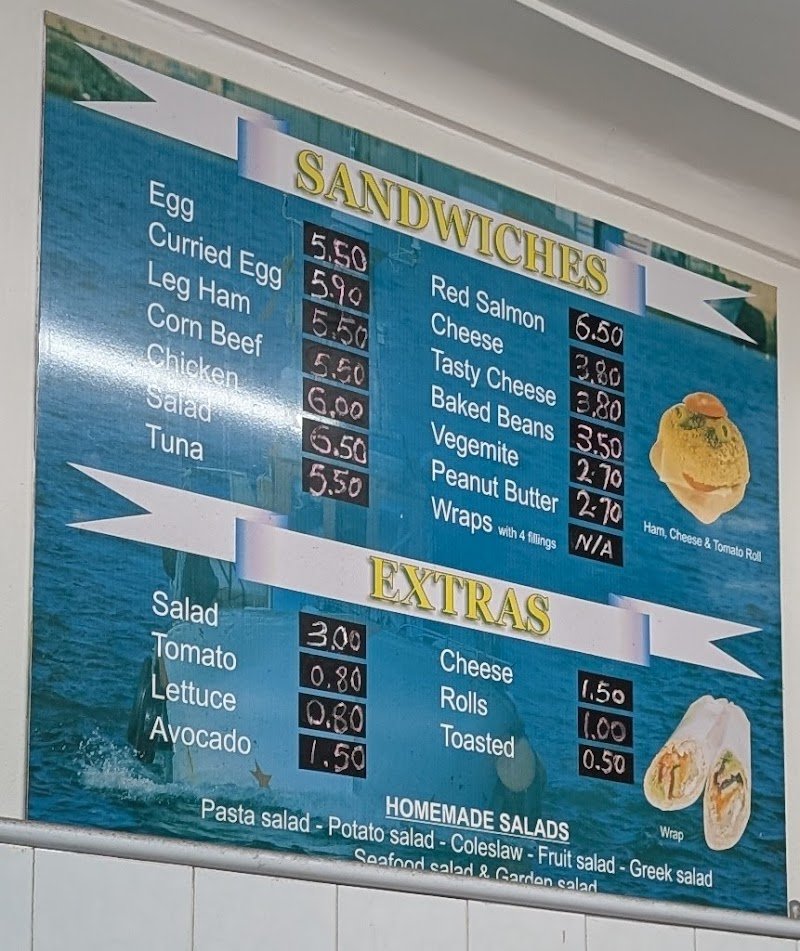 SANDWICHES
Egg 5.50
Curried Egg 5.90
Leg Ham 5.50
Corn Beef 5.50
Chicken 6.00
Salad 6.50
Tuna 5.50
Red Salmon 6.50
Cheese 3.80
Tasty Cheese 3.80
Baked Beans 3.50
Vegemite 2.70
Peanut Butter 2.70
Wraps with 4 fillings N/A
Ham, Cheese & Tomato Roll
EXTRAS
Salad 3.00
Tomato 0.80
Lettuce 0.80
Avocado 1.50
Cheese 1.50
Rolls 1.00
Toasted 0.50
Wrap
HOMEMADE SALADS
Pasta salad - Potato salad - Coleslaw - Fruit salad - Greek salad
Seafood salad & Garden salad